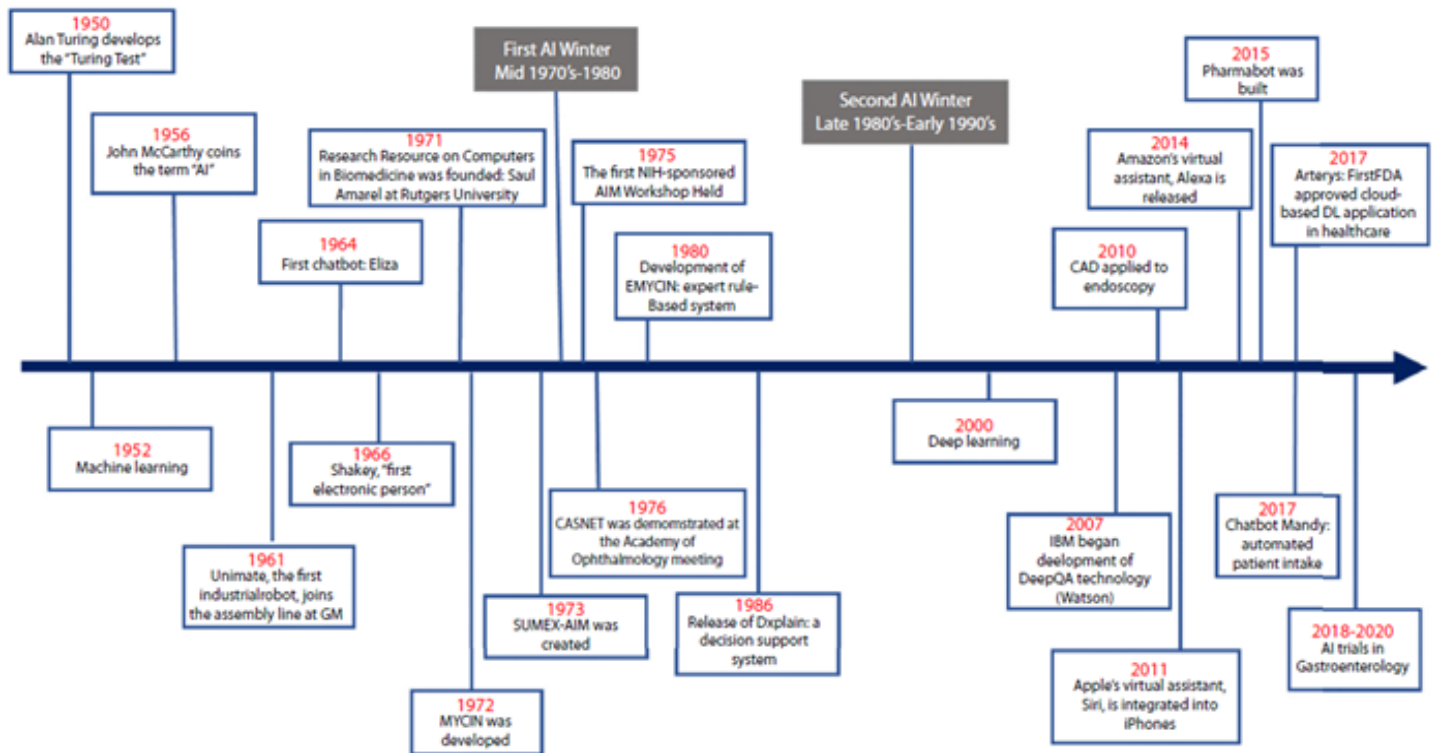 1950
Alan Turing develops
the “Turing Test”
First AI Winter
Mid 1970's-1980
2015
Pharmabot was
built
Second AI Winter
Late 1980's-Early 1990's
1956
John McCarthy coins
the term “AI”
1971
Research Resource on Computers
in Biomedicine was founded: Saul
Amarel at Rutgers University
1975
The first NIH-sponsored
AIM Workshop Held
2014
Amazon's virtual
assistant, Alexa is
released
2017
Arterys: FirstFDA
approved cloud-
based DL application
in healthcare
1964
First chatbot: Eliza
1980
Development of
EMYCIN: expert rule-
Based system
2010
CAD applied to
endoscopy
1952
Machine learning
1966
Shakey, “first
electronic person”
2000
Deep learning
1976
CASNET was demomstrated at
the Academy of
Ophthalmology meeting
2007
IBM began
deelopment of
DeepQA technology
(Watson)
2017
Chatbot Mandy:
automated
patient intake
1961
Unimate, the first
industrialrobot, joins
the assembly line at GM
1973
SUMEX-AIM was
created
1986
Release of Dxplain: a
decision support
system
2018-2020
AI trials in
Gastroenterology
2011
Apple's virtual assistant,
Siri, is integrated into
iPhones
1972
MYCIN was
developed